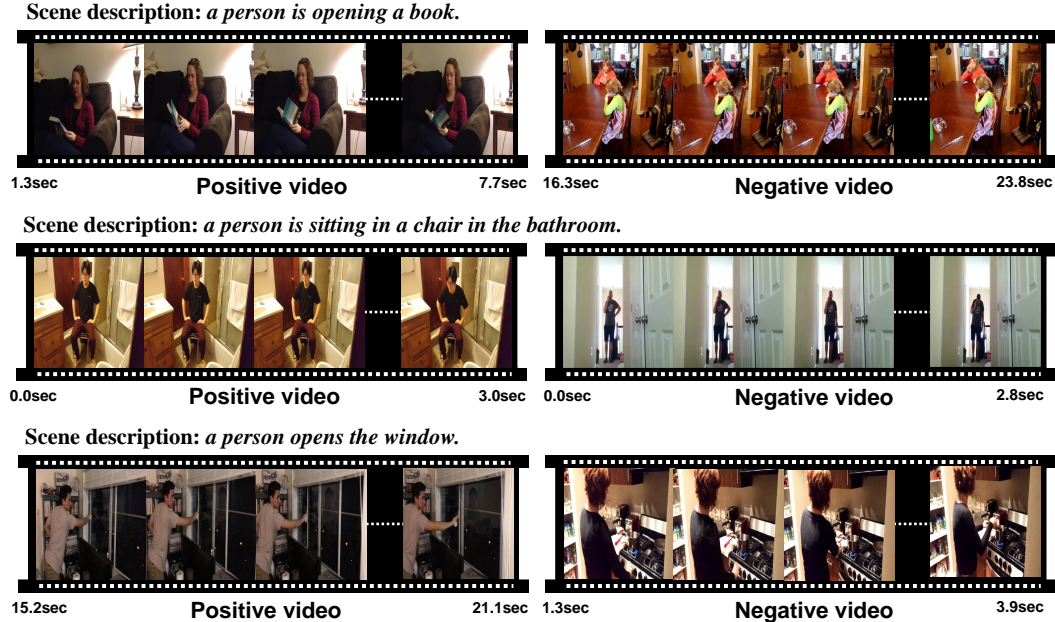 Scene description: a person is opening a book.
1.3sec Positive video 7.7sec 16.3sec Negative video 23.8sec
Scene description: a person is sitting in a chair in the bathroom.
0.0sec Positive video 3.0sec 0.0sec Negative video 2.8sec
Scene description: a person opens the window.
15.2sec Positive video 21.1sec 1.3sec Negative video 3.9sec